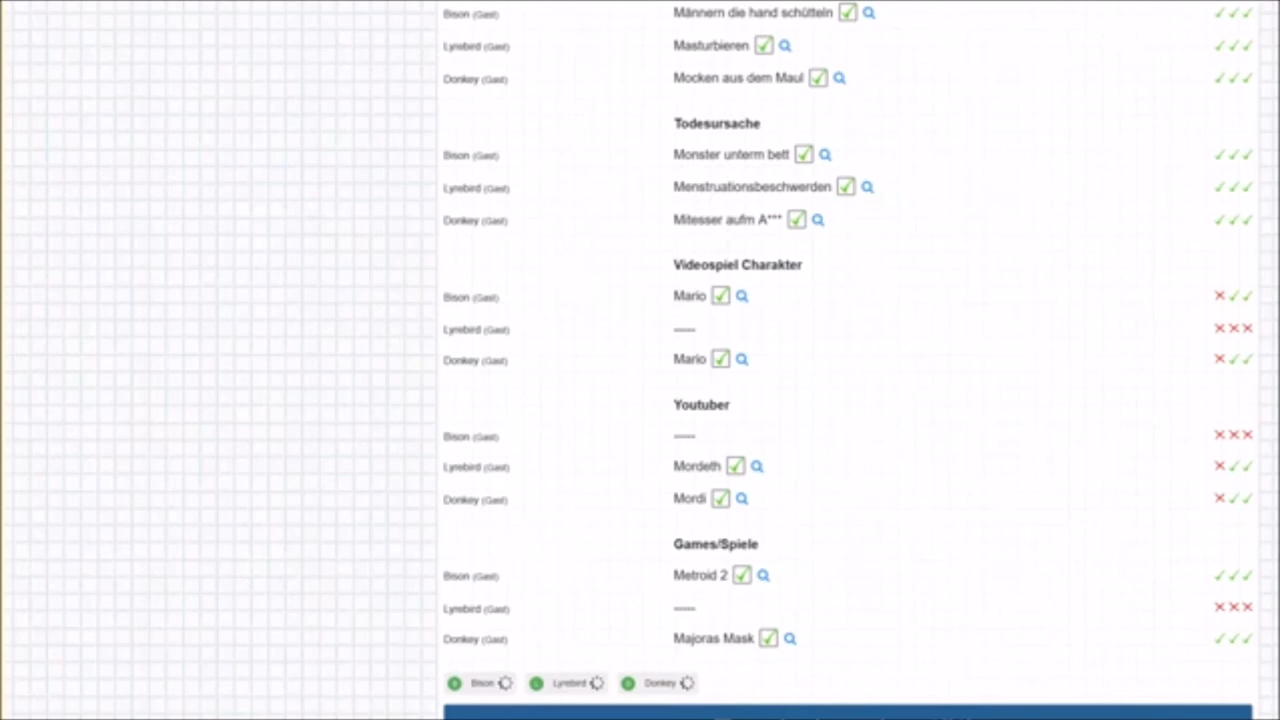 Bison (Gast) Männern die hand schütteln
Lyrebird (Gast) Masturbieren
Donkey (Gast) Mocken aus dem Maul
Todesursache
Bison (Gast) Monster unterm bett
Lyrebird (Gast) Menstruationsbeschwerden
Donkey (Gast) Mitesser aufm A***
Videospiel Charakter
Bison (Gast) Mario
Lyrebird (Gast) -----
Donkey (Gast) Mario
Youtuber
Bison (Gast) -----
Lyrebird (Gast) Mordeth
Donkey (Gast) Mordi
Games/Spiele
Bison (Gast) Metroid 2
Lyrebird (Gast) -----
Donkey (Gast) Majoras Mask
Bison Lyrebird Donkey